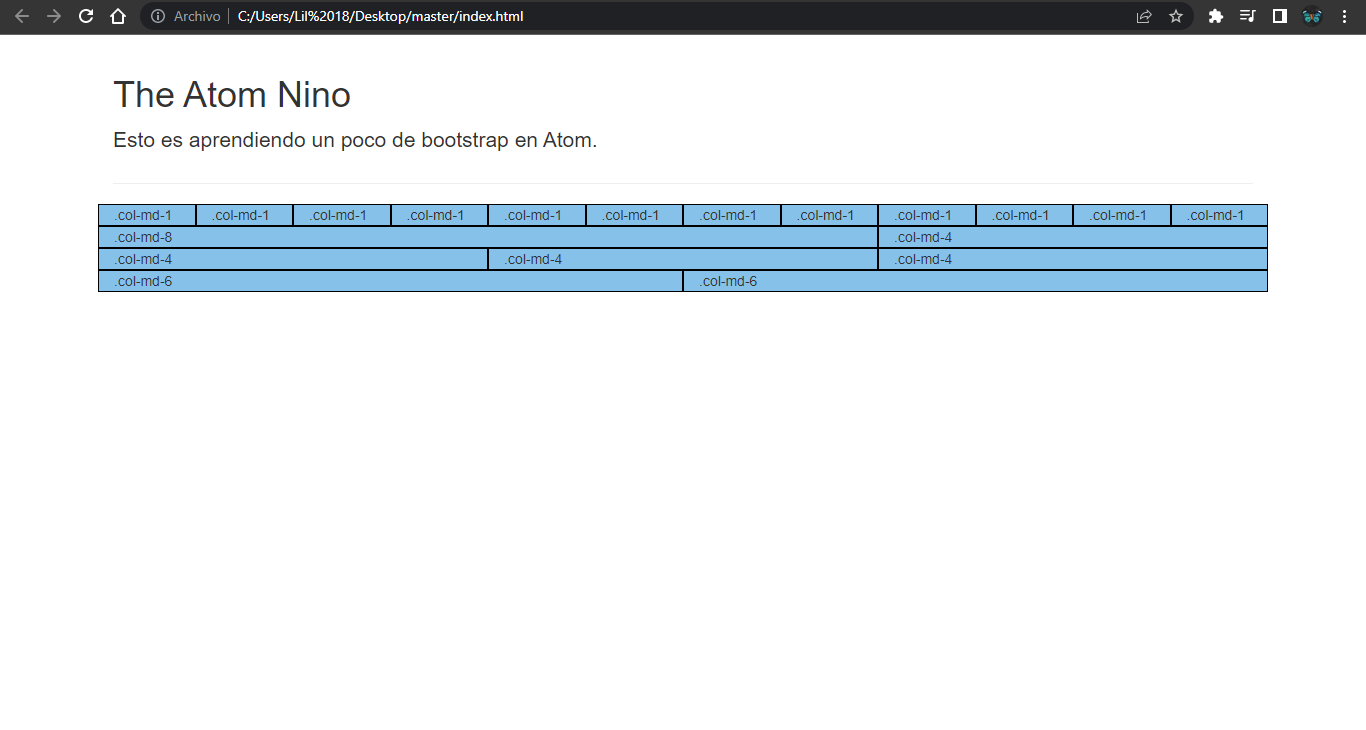 Archivo | C:/Users/Lil%2018/Desktop/master/index.html
The Atom Nino
Esto es aprendiendo un poco de bootstrap en Atom.
.col-md-1 .col-md-1 .col-md-1 .col-md-1 .col-md-1 .col-md-1 .col-md-1 .col-md-1 .col-md-1 .col-md-1 .col-md-1 .col-md-1
.col-md-8 .col-md-4
.col-md-4 .col-md-4 .col-md-4
.col-md-6 .col-md-6